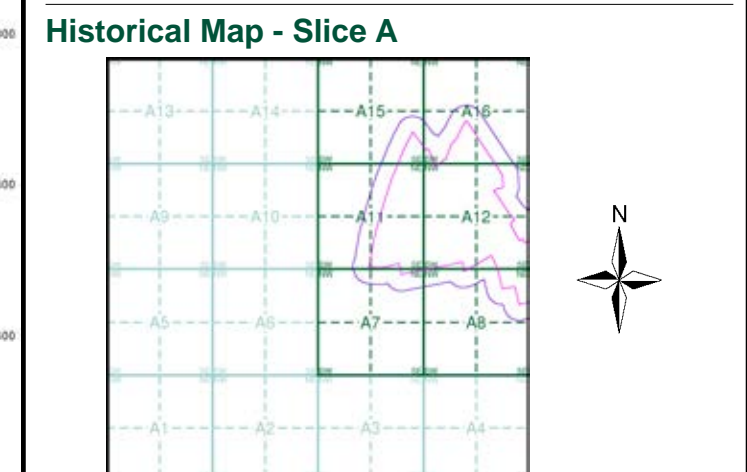 Historical Map - Slice A
A13 A14 A15 A16
A9 A10 A11 A12
N
A5 A6 A7 A8
A1 A2 A3 A4